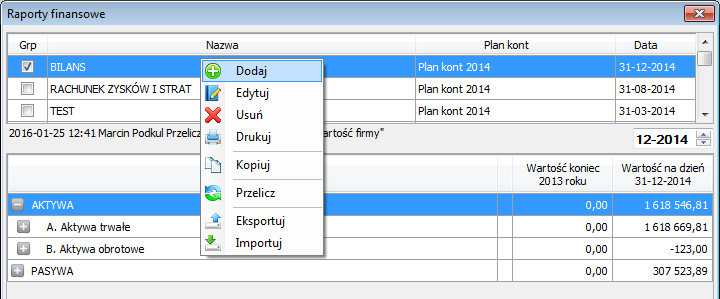 Raporty finansowe
Grp Nazwa Plan kont Data
BILANS Plan kont 2014 31-12-2014
RACHUNEK ZYSKÓW I STRAT Plan kont 2014 31-08-2014
TEST Plan kont 2014 31-03-2014
Dodaj
Edytuj
Usuń
Drukuj
Kopiuj
Przelicz
Eksportuj
Importuj
2016-01-25 12:41 Marcin Podkul Przelicz artość firmy" 12-2014
Wartość koniec 2013 roku Wartość na dzień 31-12-2014
AKTYWA 0,00 1 618 546,81
A. Aktywa trwałe 0,00 1 618 669,81
B. Aktywa obrotowe 0,00 -123,00
PASYWA 0,00 307 523,89